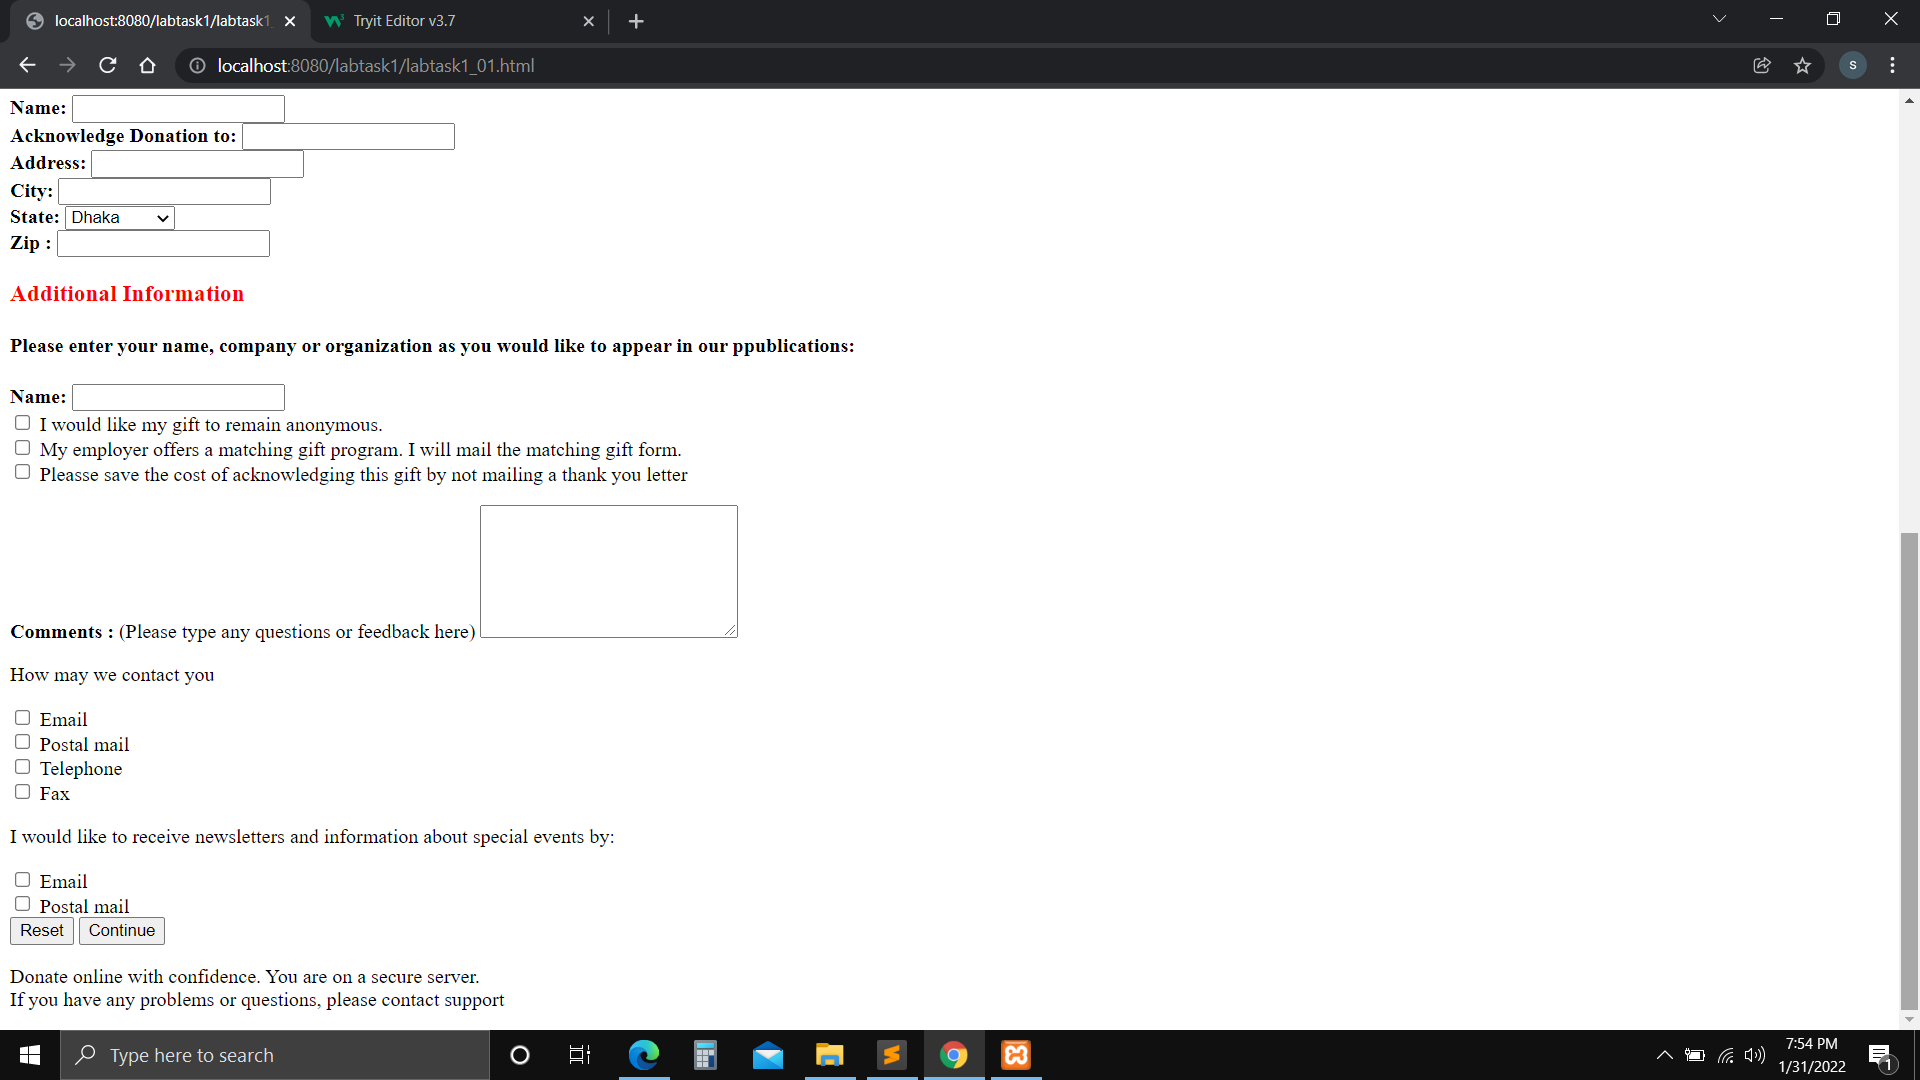 localhost:8080/labtask1/labtask1_
Tryit Editor v3.7
localhost:8080/labtask1/labtask1_01.html
S
Name:
Acknowledge Donation to:
Address:
City:
State: Dhaka
Zip :
Additional Information
Please enter your name, company or organization as you would like to appear in our ppublications:
Name:
I would like my gift to remain anonymous.
My employer offers a matching gift program. I will mail the matching gift form.
Pleasse save the cost of acknowledging this gift by not mailing a thank you letter
Comments : (Please type any questions or feedback here)
How may we contact you
Email
Postal mail
Telephone
Fax
I would like to receive newsletters and information about special events by:
Email
Postal mail
Reset Continue
Donate online with confidence. You are on a secure server.
If you have any problems or questions, please contact support
Type here to search
7:54 PM
1/31/2022
1